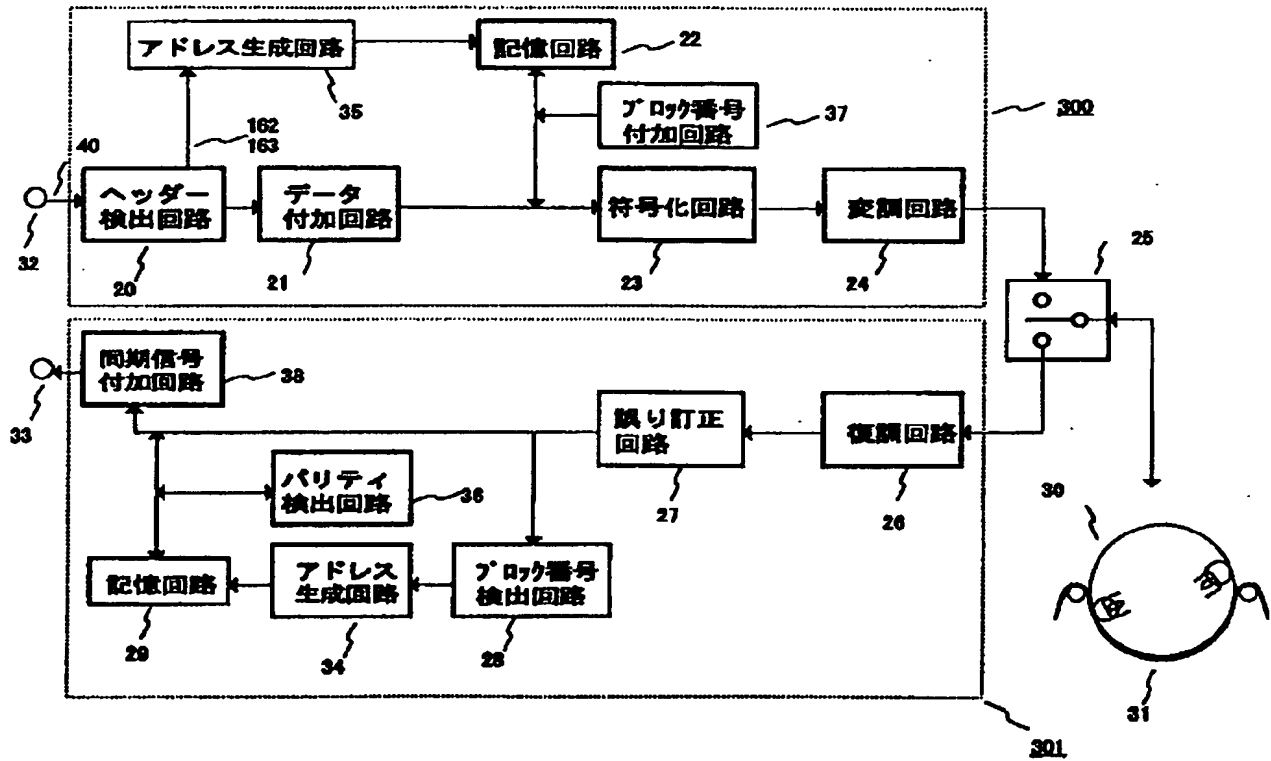 アドレス生成回路
35
記憶回路
22
ブロック番号
付加回路
37
300
162
163
40
32
ヘッダー
検出回路
20
データ
付加回路
21
符号化回路
23
変調回路
24
25
同期信号
付加回路
38
33
誤り訂正
回路
27
復調回路
26
パリティ
検出回路
36
記憶回路
29
アドレス
生成回路
34
ブロック番号
検出回路
28
30
31
301